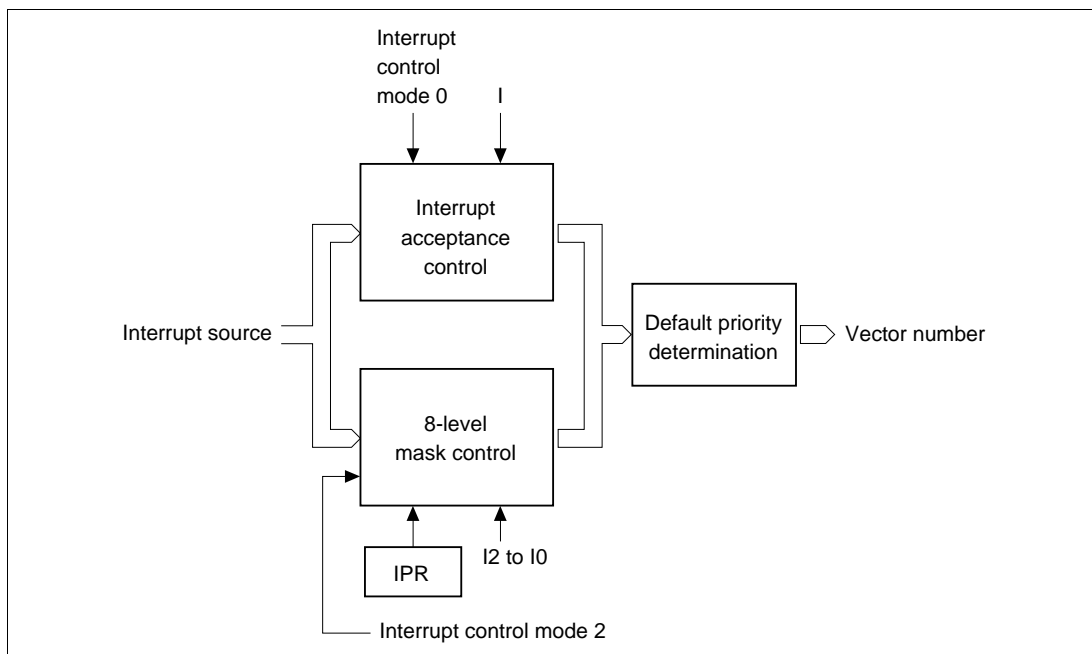 Interrupt
control
mode 0
I
Interrupt
acceptance
control
Interrupt source
Default priority
determination
Vector number
8-level
mask control
I2 to I0
IPR
Interrupt control mode 2